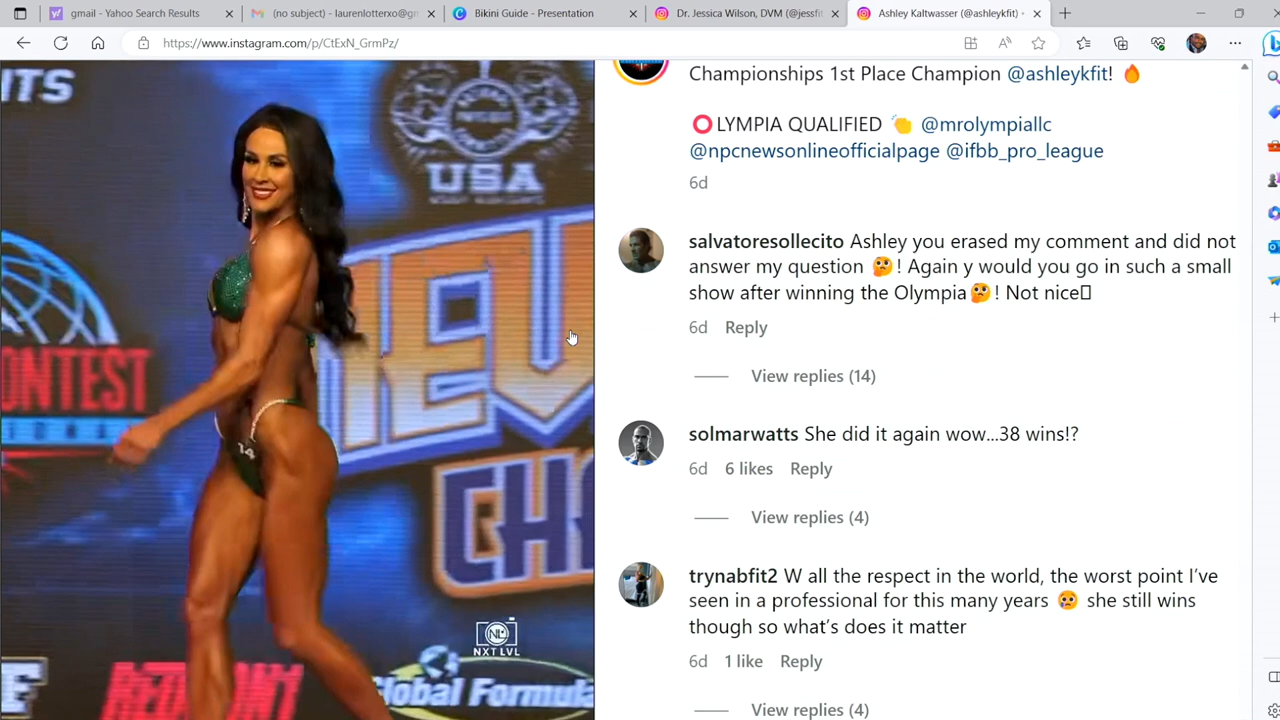 gmail - Yahoo Search Results
(no subject) - laurenlotterxo@gr
Bikini Guide - Presentation
Dr. Jessica Wilson, DVM (@jessfit
Ashley Kaltwasser (@ashleykfit) •
https://www.instagram.com/p/CtExN_GrmPz/
Championships 1st Place Champion @ashleykfit! 🔥
⭕LYMPIA QUALIFIED 👏 @mrolympiallc
@npcnewsonlineofficialpage @ifbb_pro_league
6d
salvatoresollecito Ashley you erased my comment and did not
answer my question 🤔! Again y would you go in such a small
show after winning the Olympia🤔! Not nice
6d Reply
View replies (14)
solmarwatts She did it again wow...38 wins!?
6d 6 likes Reply
View replies (4)
trynabfit2 W all the respect in the world, the worst point I've
seen in a professional for this many years 😢 she still wins
though so what's does it matter
6d 1 like Reply
View replies (4)
ITS
USA
ONTEST
CH
14
NL
NXT LVL
Global Formula